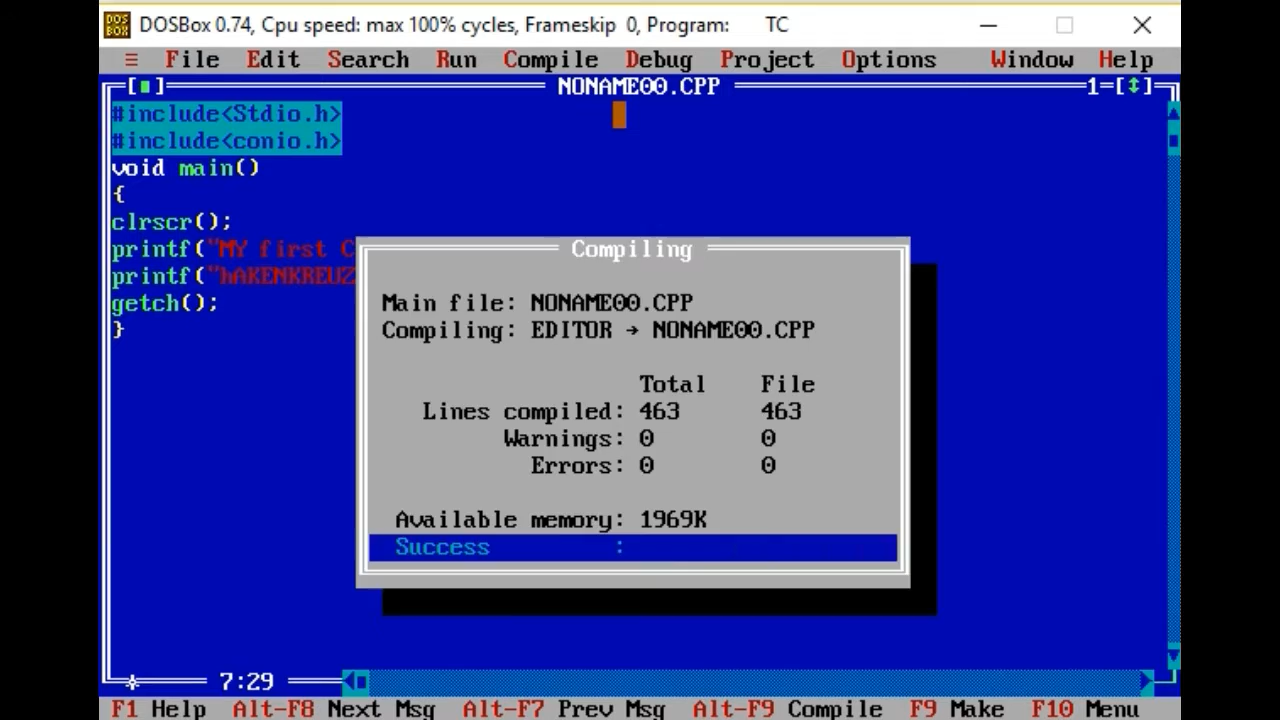 DOSBox 0.74, Cpu speed: max 100% cycles, Frameskip 0, Program: TC
≡ File Edit Search Run Compile Debug Project Options Window Help
[■] NONAME00.CPP 1=[↕]
#include<Stdio.h>
#include<conio.h>
void main()
{
clrscr();
printf("MY first C
printf("hAKENKREUZ
getch();
}
Compiling
Main file: NONAME00.CPP
Compiling: EDITOR → NONAME00.CPP
Total File
Lines compiled: 463 463
Warnings: 0 0
Errors: 0 0
Available memory: 1969K
Success :
7:29
F1 Help Alt-F8 Next Msg Alt-F7 Prev Msg Alt-F9 Compile F9 Make F10 Menu